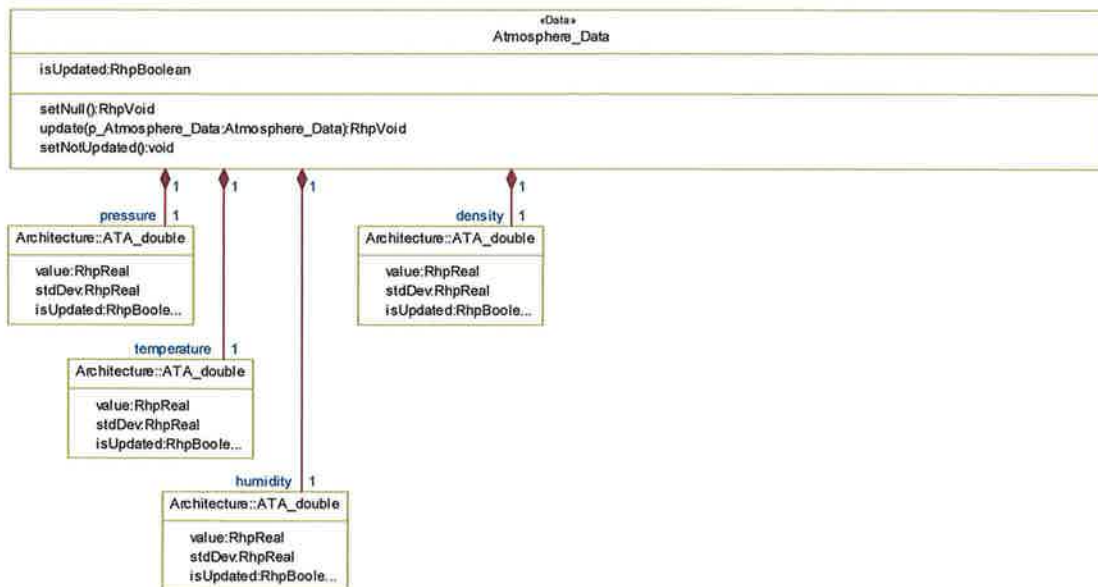 «Data»
Atmosphere_Data
isUpdated:RhpBoolean
setNull():RhpVoid
update(p_Atmosphere_Data:Atmosphere_Data):RhpVoid
setNotUpdated():void
1 1 1 1
pressure 1
Architecture::ATA_double
value:RhpReal
stdDev:RhpReal
isUpdated:RhpBoole...
density 1
Architecture::ATA_double
value:RhpReal
stdDev:RhpReal
isUpdated:RhpBoole...
temperature 1
Architecture::ATA_double
value:RhpReal
stdDev:RhpReal
isUpdated:RhpBoole...
humidity 1
Architecture::ATA_double
value:RhpReal
stdDev:RhpReal
isUpdated:RhpBoole...